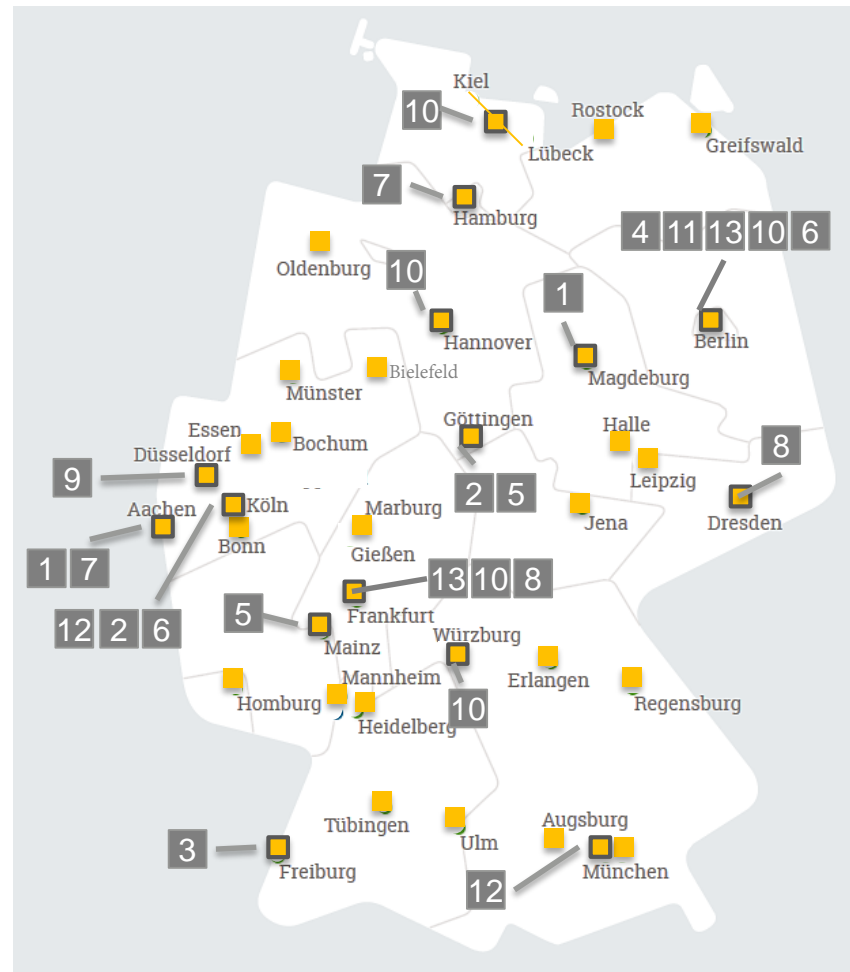 Kiel
10
Rostock
Lübeck
Greifswald
7
Hamburg
4 11 13 10 6
Oldenburg
10
1
Hannover
Berlin
Bielefeld
Magdeburg
Münster
Göttingen
Essen
Bochum
Halle
8
Düsseldorf
9
Leipzig
2 5
Aachen
Köln
Marburg
Jena
Dresden
Bonn
Gießen
1 7
13 10 8
5
Frankfurt
12 2 6
Mainz
Würzburg
Mannheim
Erlangen
Homburg
10
Regensburg
Heidelberg
Tübingen
Augsburg
Ulm
3
Freiburg
München
12